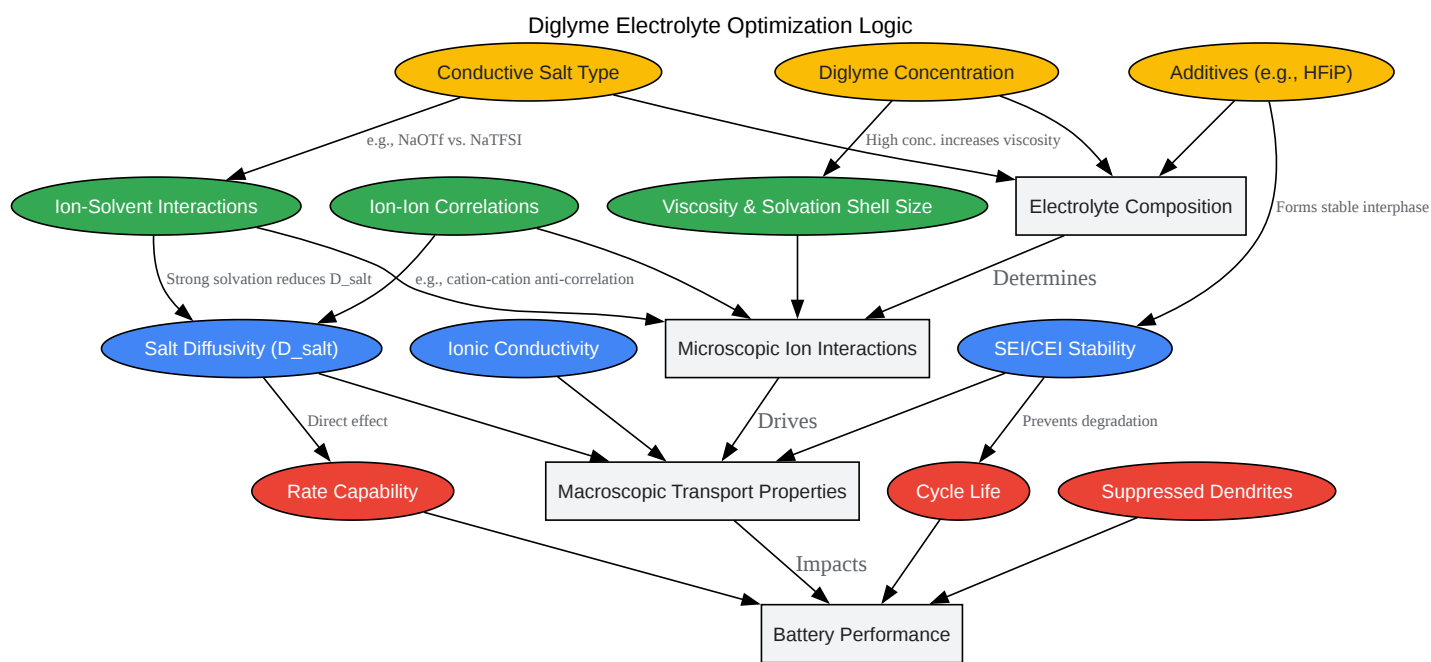 Diglyme Electrolyte Optimization Logic
Conductive Salt Type
Diglyme Concentration
Additives (e.g., HFiP)
e.g., NaOTf vs. NaTFSI
High conc. increases viscosity
Ion-Solvent Interactions
Ion-Ion Correlations
Viscosity & Solvation Shell Size
Electrolyte Composition
Forms stable interphase
Strong solvation reduces D_salt
e.g., cation-cation anti-correlation
Determines
Salt Diffusivity (D_salt)
Ionic Conductivity
Microscopic Ion Interactions
SEI/CEI Stability
Direct effect
Drives
Prevents degradation
Rate Capability
Macroscopic Transport Properties
Cycle Life
Suppressed Dendrites
Impacts
Battery Performance